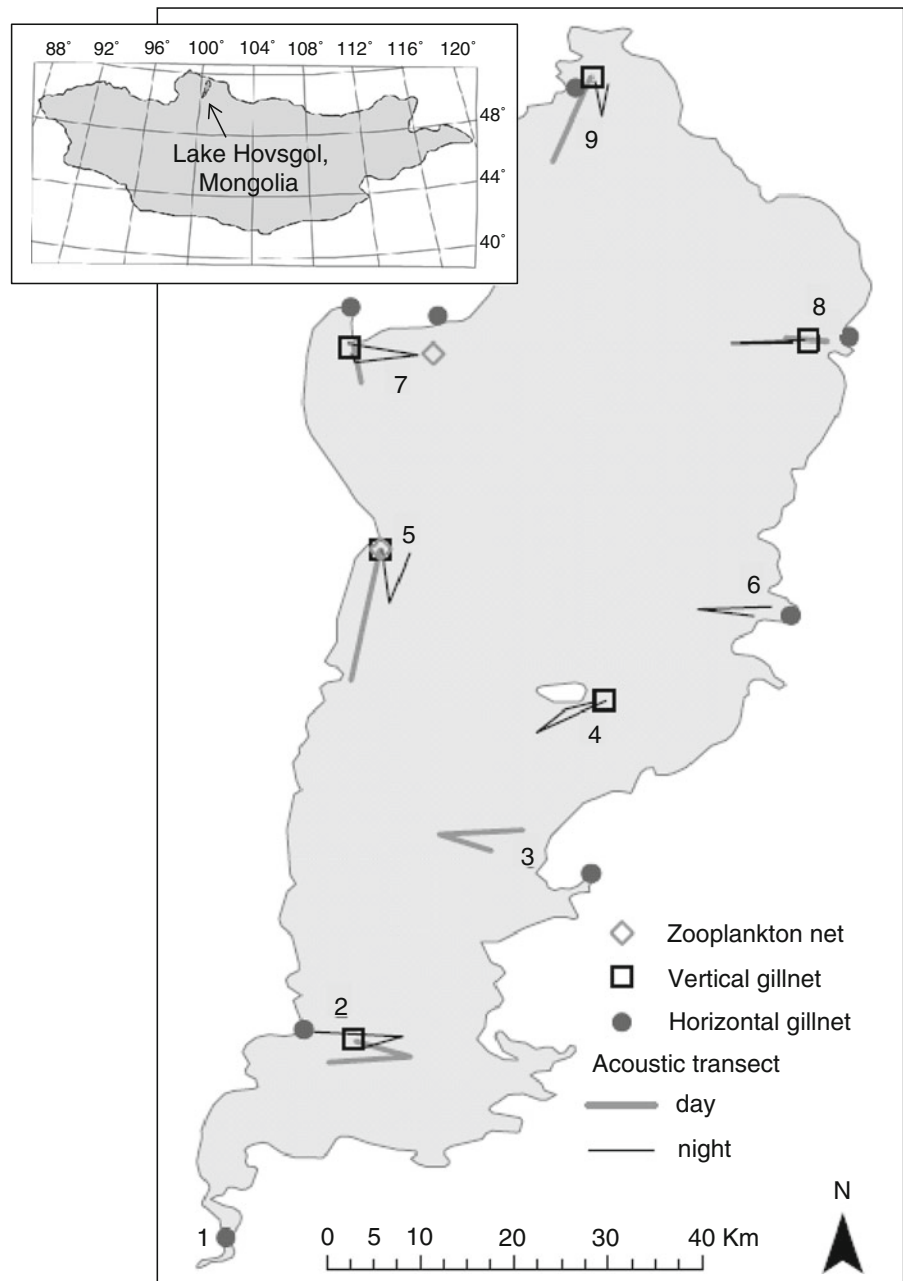 88° 92° 96° 100° 104° 108° 112° 116° 120°
48°
44°
40°
Lake Hovsgol,
Mongolia
9
8
7
5
6
4
3
2
1
Zooplankton net
Vertical gillnet
Horizontal gillnet
Acoustic transect
day
night
N
0 5 10 20 30 40 Km